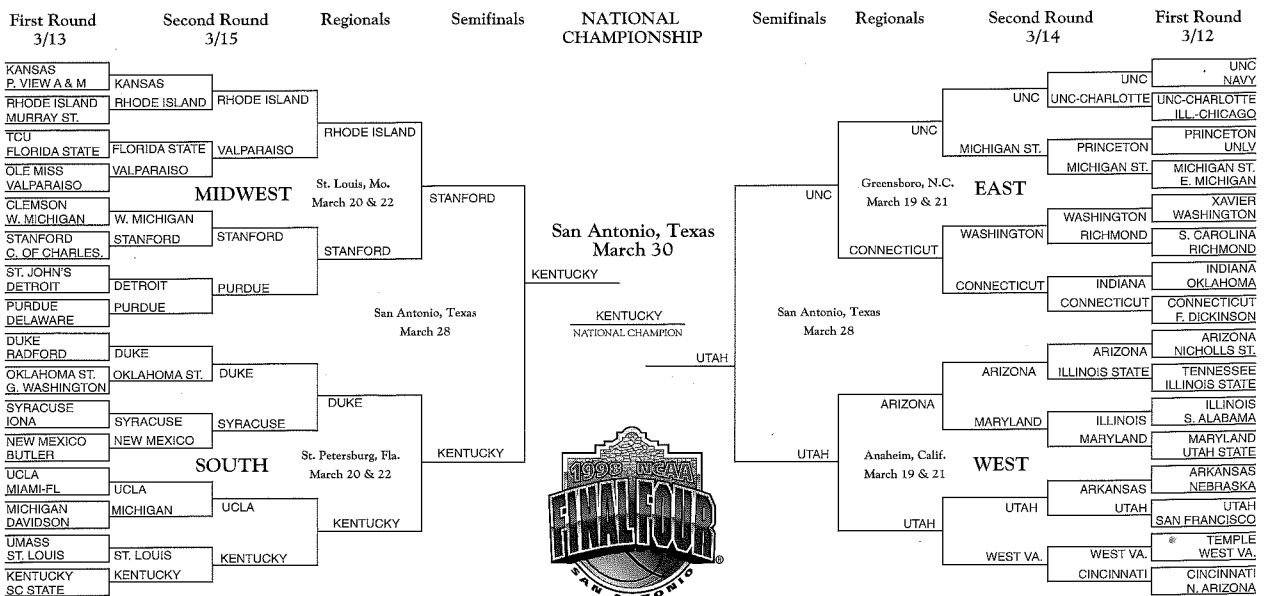 First Round
3/13
Second Round
3/15
Regionals
Semifinals
NATIONAL
CHAMPIONSHIP
Semifinals
Regionals
Second Round
3/14
First Round
3/12
KANSAS
P. VIEW A & M
RHODE ISLAND
MURRAY ST.
TCU
FLORIDA STATE
OLE MISS
VALPARAISO
CLEMSON
W. MICHIGAN
STANFORD
C. OF CHARLES.
ST. JOHN'S
DETROIT
PURDUE
DELAWARE
DUKE
RADFORD
OKLAHOMA ST.
G. WASHINGTON
SYRACUSE
IONA
NEW MEXICO
BUTLER
UCLA
MIAMI-FL
MICHIGAN
DAVIDSON
UMASS
ST. LOUIS
KENTUCKY
SC STATE
KANSAS
RHODE ISLAND
FLORIDA STATE
VALPARAISO
W. MICHIGAN
STANFORD
DETROIT
PURDUE
DUKE
OKLAHOMA ST.
SYRACUSE
NEW MEXICO
UCLA
MICHIGAN
ST. LOUIS
KENTUCKY
RHODE ISLAND
VALPARAISO
MIDWEST
STANFORD
PURDUE
DUKE
SYRACUSE
SOUTH
UCLA
KENTUCKY
RHODE ISLAND
St. Louis, Mo.
March 20 & 22
STANFORD
DUKE
St. Petersburg, Fla.
March 20 & 22
KENTUCKY
STANFORD
San Antonio, Texas
March 28
KENTUCKY
San Antonio, Texas
March 30
KENTUCKY
KENTUCKY
NATIONAL CHAMPION
UTAH
1998 NCAA
FINAL FOUR
®
SAN ANTONIO
UNC
San Antonio, Texas
March 28
UTAH
UNC
Greensboro, N.C.
March 19 & 21
CONNECTICUT
ARIZONA
Anaheim, Calif.
March 19 & 21
UTAH
UNC
MICHIGAN ST.
EAST
WASHINGTON
CONNECTICUT
ARIZONA
MARYLAND
WEST
UTAH
WEST VA.
UNC
UNC-CHARLOTTE
PRINCETON
MICHIGAN ST.
WASHINGTON
RICHMOND
INDIANA
CONNECTICUT
ARIZONA
ILLINOIS STATE
ILLINOIS
MARYLAND
ARKANSAS
UTAH
WEST VA.
CINCINNATI
UNC
NAVY
UNC-CHARLOTTE
ILL.-CHICAGO
PRINCETON
UNLV
MICHIGAN ST.
E. MICHIGAN
XAVIER
WASHINGTON
S. CAROLINA
RICHMOND
INDIANA
OKLAHOMA
CONNECTICUT
F. DICKINSON
ARIZONA
NICHOLLS ST.
TENNESSEE
ILLINOIS STATE
ILLINOIS
S. ALABAMA
MARYLAND
UTAH STATE
ARKANSAS
NEBRASKA
UTAH
SAN FRANCISCO
TEMPLE
WEST VA.
CINCINNATI
N. ARIZONA